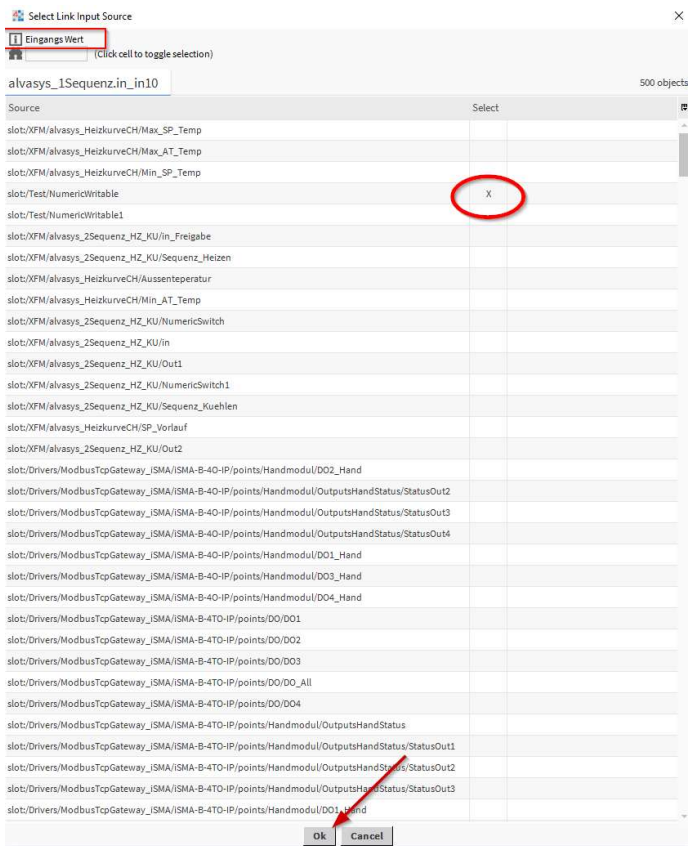 Select Link Input Source
Eingangs Wert
(Click cell to toggle selection)
alvasys_1Sequenz.in_in10 500 objects
Source Select
slot:/XFM/alvasys_HeizkurveCH/Max_SP_Temp
slot:/XFM/alvasys_HeizkurveCH/Max_AT_Temp
slot:/XFM/alvasys_HeizkurveCH/Min_SP_Temp
slot:/Test/NumericWritable X
slot:/Test/NumericWritable1
slot:/XFM/alvasys_2Sequenz_HZ_KU/in_Freigabe
slot:/XFM/alvasys_2Sequenz_HZ_KU/Sequenz_Heizen
slot:/XFM/alvasys_HeizkurveCH/Aussenteperatur
slot:/XFM/alvasys_HeizkurveCH/Min_AT_Temp
slot:/XFM/alvasys_2Sequenz_HZ_KU/NumericSwitch
slot:/XFM/alvasys_2Sequenz_HZ_KU/in
slot:/XFM/alvasys_2Sequenz_HZ_KU/Out1
slot:/XFM/alvasys_2Sequenz_HZ_KU/NumericSwitch1
slot:/XFM/alvasys_2Sequenz_HZ_KU/Sequenz_Kuehlen
slot:/XFM/alvasys_HeizkurveCH/SP_Vorlauf
slot:/XFM/alvasys_2Sequenz_HZ_KU/Out2
slot:/Drivers/ModbusTcpGateway_iSMA/iSMA-B-4O-IP/points/Handmodul/DO2_Hand
slot:/Drivers/ModbusTcpGateway_iSMA/iSMA-B-4O-IP/points/Handmodul/OutputsHandStatus/StatusOut2
slot:/Drivers/ModbusTcpGateway_iSMA/iSMA-B-4O-IP/points/Handmodul/OutputsHandStatus/StatusOut3
slot:/Drivers/ModbusTcpGateway_iSMA/iSMA-B-4O-IP/points/Handmodul/OutputsHandStatus/StatusOut4
slot:/Drivers/ModbusTcpGateway_iSMA/iSMA-B-4O-IP/points/Handmodul/DO1_Hand
slot:/Drivers/ModbusTcpGateway_iSMA/iSMA-B-4O-IP/points/Handmodul/DO3_Hand
slot:/Drivers/ModbusTcpGateway_iSMA/iSMA-B-4O-IP/points/Handmodul/DO4_Hand
slot:/Drivers/ModbusTcpGateway_iSMA/iSMA-B-4TO-IP/points/DO/DO1
slot:/Drivers/ModbusTcpGateway_iSMA/iSMA-B-4TO-IP/points/DO/DO2
slot:/Drivers/ModbusTcpGateway_iSMA/iSMA-B-4TO-IP/points/DO/DO3
slot:/Drivers/ModbusTcpGateway_iSMA/iSMA-B-4TO-IP/points/DO/DO_All
slot:/Drivers/ModbusTcpGateway_iSMA/iSMA-B-4TO-IP/points/DO/DO4
slot:/Drivers/ModbusTcpGateway_iSMA/iSMA-B-4TO-IP/points/Handmodul/OutputsHandStatus
slot:/Drivers/ModbusTcpGateway_iSMA/iSMA-B-4TO-IP/points/Handmodul/OutputsHandStatus/StatusOut1
slot:/Drivers/ModbusTcpGateway_iSMA/iSMA-B-4TO-IP/points/Handmodul/OutputsHandStatus/StatusOut2
slot:/Drivers/ModbusTcpGateway_iSMA/iSMA-B-4TO-IP/points/Handmodul/OutputsHandStatus/StatusOut3
slot:/Drivers/ModbusTcpGateway_iSMA/iSMA-B-4TO-IP/points/Handmodul/DO1_Hand
Ok Cancel